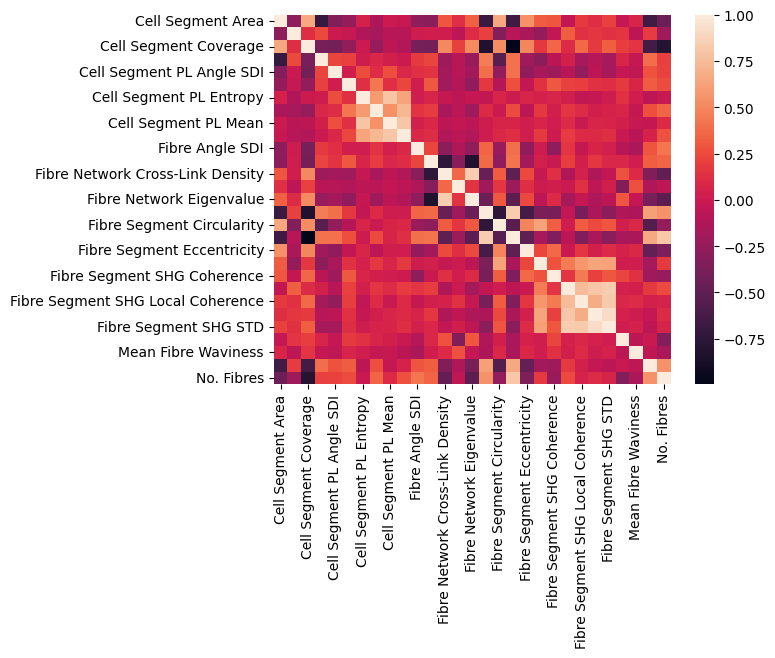 Cell Segment Area
Cell Segment Coverage
Cell Segment PL Angle SDI
Cell Segment PL Entropy
Cell Segment PL Mean
Fibre Angle SDI
Fibre Network Cross-Link Density
Fibre Network Eigenvalue
Fibre Segment Circularity
Fibre Segment Eccentricity
Fibre Segment SHG Coherence
Fibre Segment SHG Local Coherence
Fibre Segment SHG STD
Mean Fibre Waviness
No. Fibres
Cell Segment Area
Cell Segment Coverage
Cell Segment PL Angle SDI
Cell Segment PL Entropy
Cell Segment PL Mean
Fibre Angle SDI
Fibre Network Cross-Link Density
Fibre Network Eigenvalue
Fibre Segment Circularity
Fibre Segment Eccentricity
Fibre Segment SHG Coherence
Fibre Segment SHG Local Coherence
Fibre Segment SHG STD
Mean Fibre Waviness
No. Fibres
1.00
0.75
0.50
0.25
0.00
−0.25
−0.50
−0.75